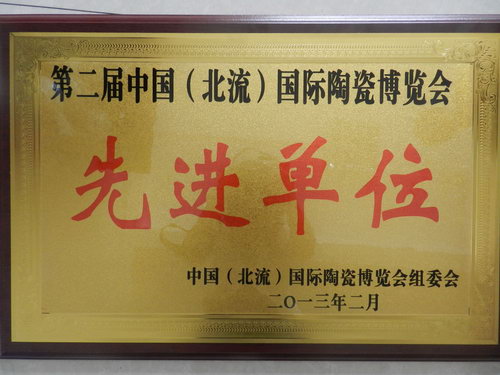 第二届中国（北流）国际陶瓷博览会
先进单位
中国（北流）国际陶瓷博览会组委会
二〇一三年二月